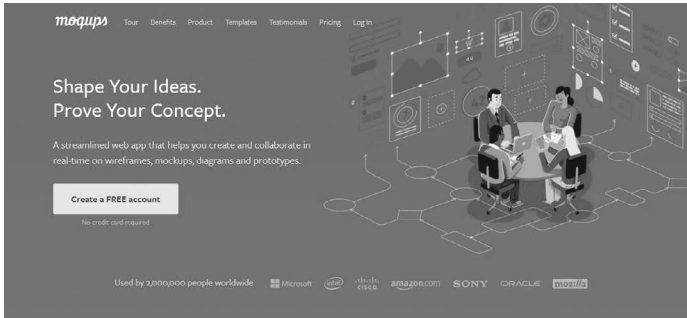 moqups Tour Benefits Product Templates Testimonials Pricing Log In
Shape Your Ideas.
Prove Your Concept.
A streamlined web app that helps you create and collaborate in
real-time on wireframes, mockups, diagrams and prototypes.
Create a FREE account
No credit card required
Used by 2,000,000 people worldwide Microsoft intel CISCO amazon.com SONY ORACLE moz://a